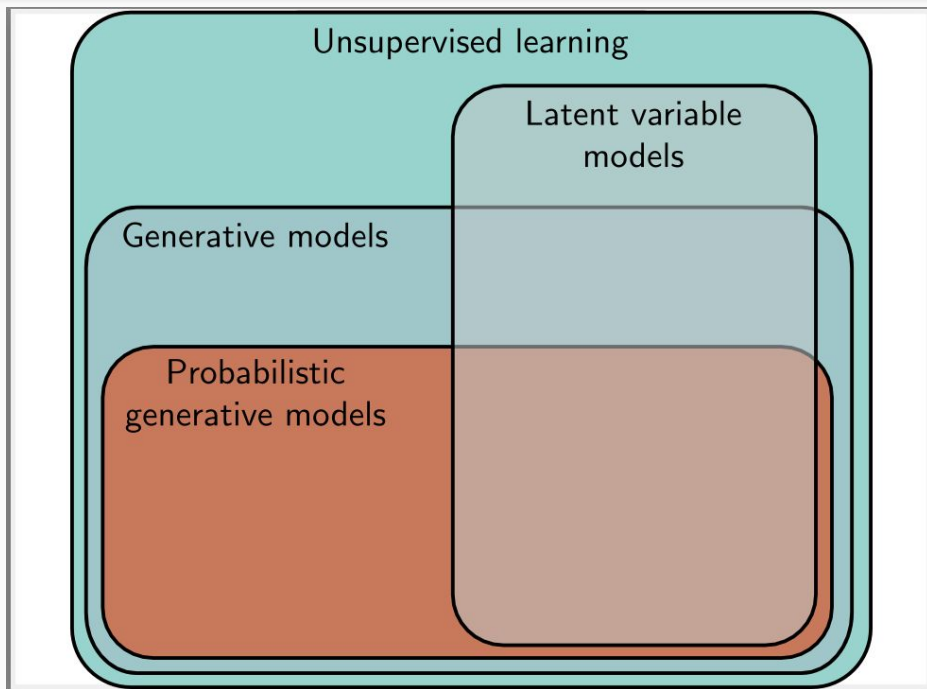 Unsupervised learning
Latent variable
models
Generative models
Probabilistic
generative models